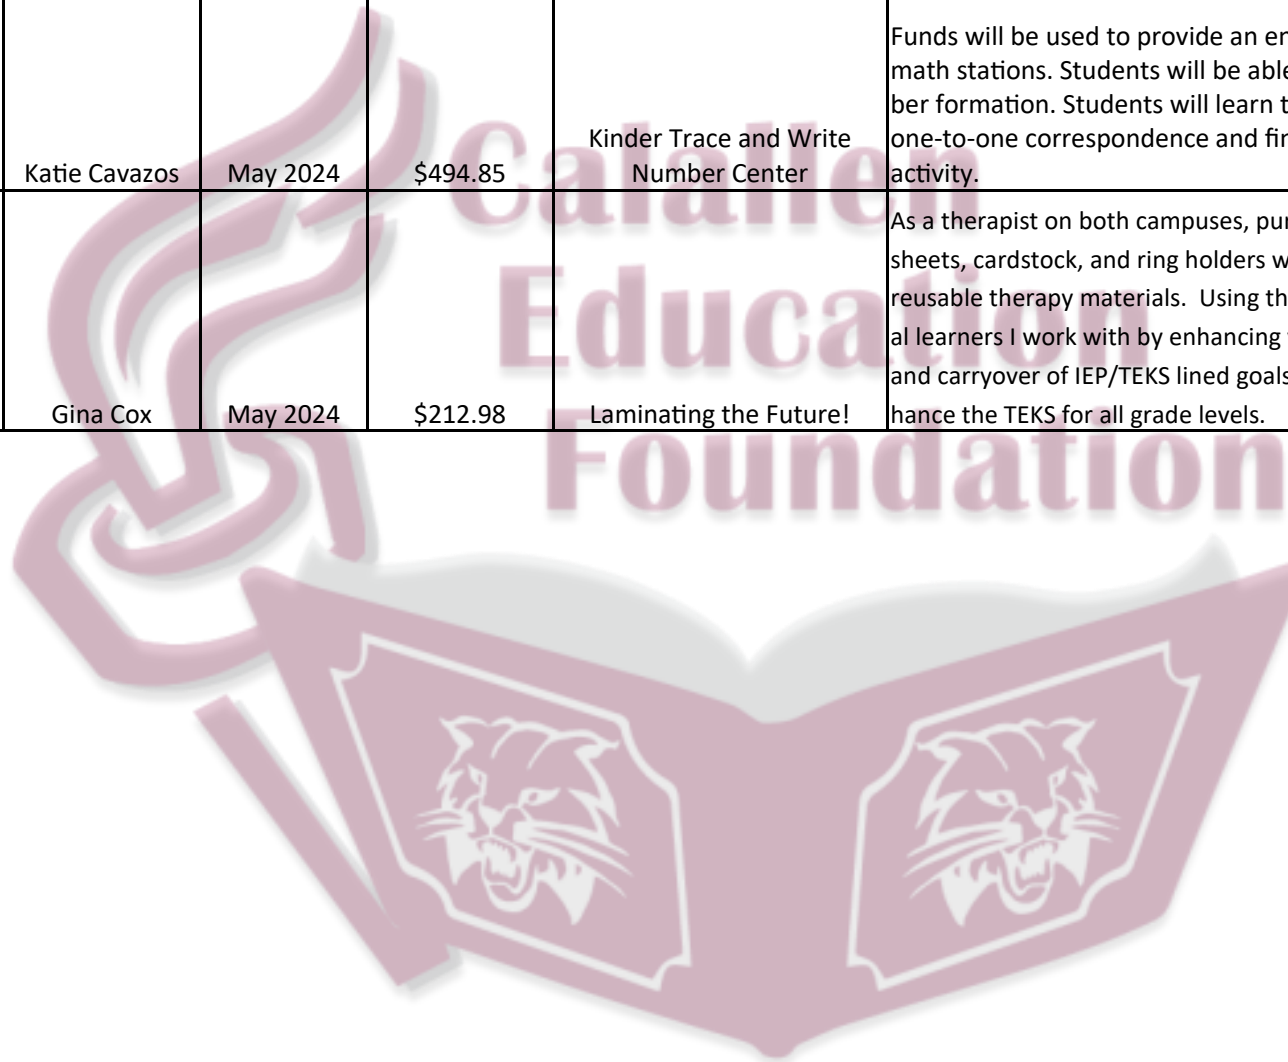 Funds will be used to provide an en
math stations. Students will be able
ber formation. Students will learn t
one-to-one correspondence and fin
activity.
Katie Cavazos
May 2024
$494.85
Kinder Trace and Write
Number Center
As a therapist on both campuses, pur
sheets, cardstock, and ring holders w
reusable therapy materials.  Using th
al learners I work with by enhancing
and carryover of IEP/TEKS lined goals
hance the TEKS for all grade levels.
Gina Cox
May 2024
$212.98
Laminating the Future!
Calallen
Education
Foundation